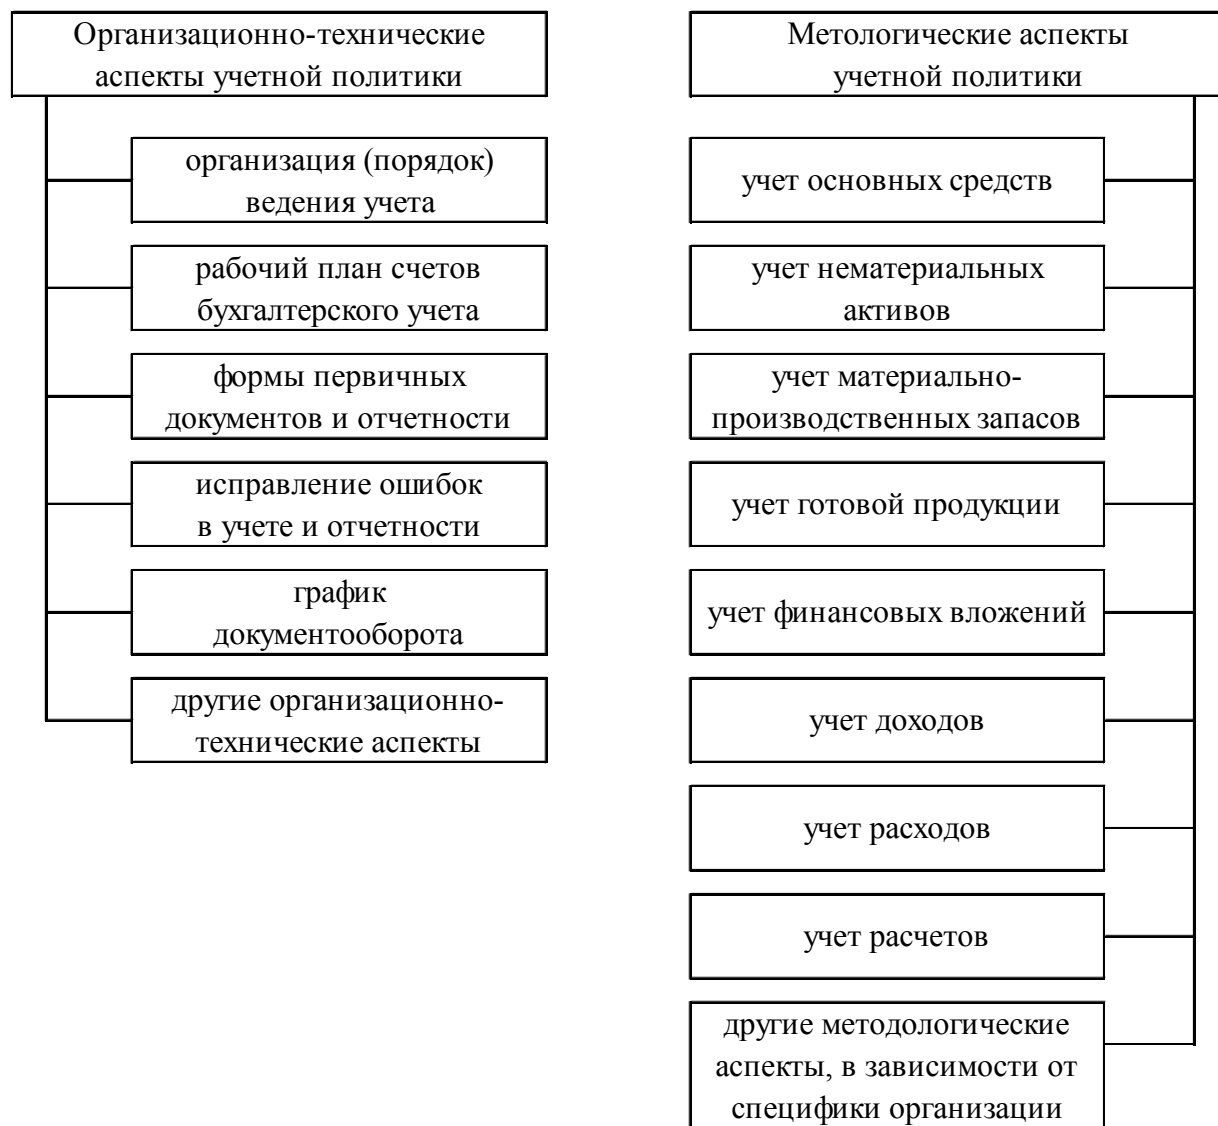 Организационно-технические
аспекты учетной политики
организация (порядок)
ведения учета
рабочий план счетов
бухгалтерского учета
формы первичных
документов и отчетности
исправление ошибок
в учете и отчетности
график
документооборота
другие организационно-
технические аспекты
Метологические аспекты
учетной политики
учет основных средств
учет нематериальных
активов
учет материально-
производственных запасов
учет готовой продукции
учет финансовых вложений
учет доходов
учет расходов
учет расчетов
другие методологические
аспекты, в зависимости от
специфики организации